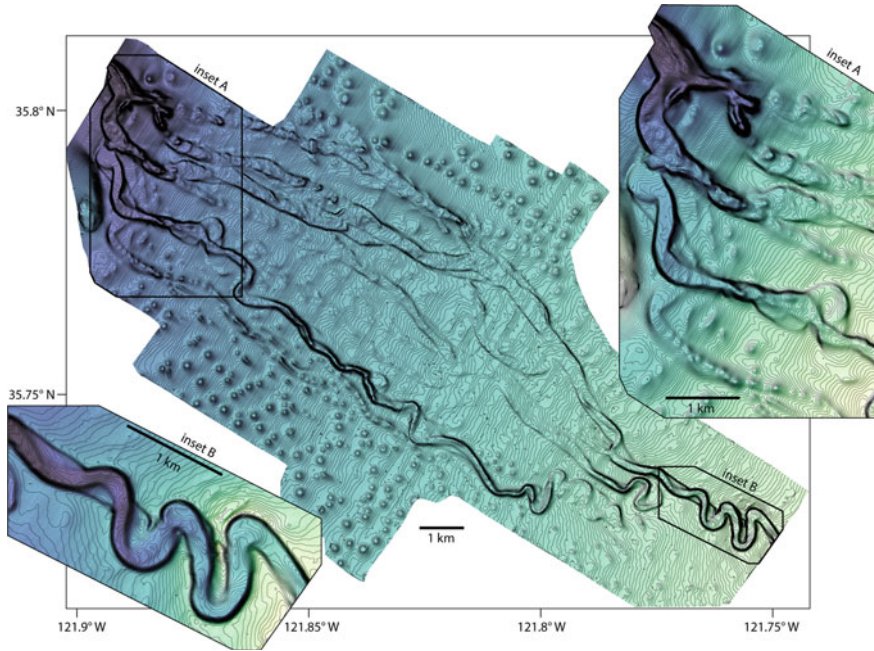 inset A
inset A
35.8° N
1 km
35.75° N
inset B
1 km
inset B
1 km
121.9° W
121.85° W
121.8° W
121.75° W